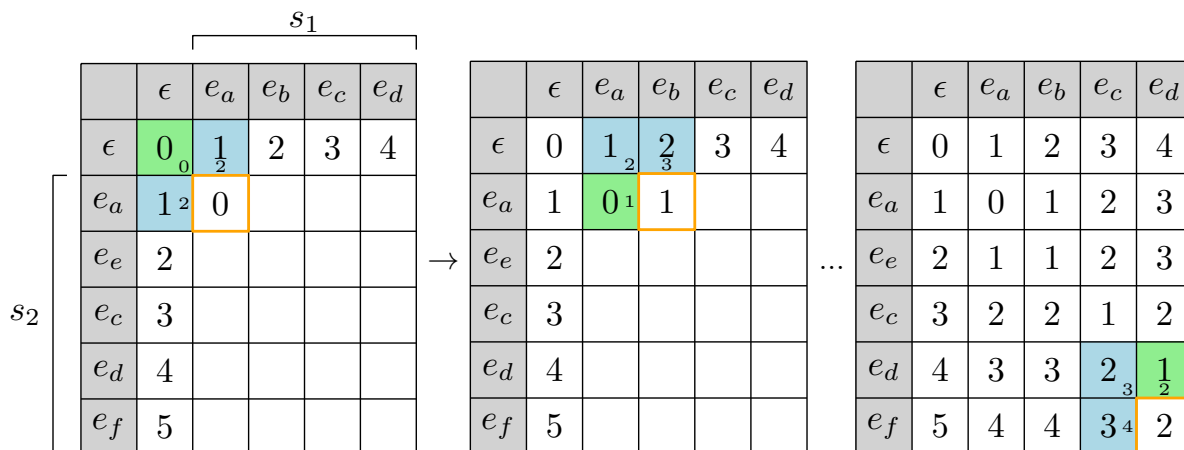 s_1
ϵ e_a e_b e_c e_d   ϵ e_a e_b e_c e_d   ϵ e_a e_b e_c e_d
ϵ 0 0 1 2 2 3 4   ϵ 0 1 2 2 3 3 4   ϵ 0 1 2 3 4
e_a 1 2 0   e_a 1 0 1 1   e_a 1 0 1 2 3
e_e 2 → e_e 2 ... e_e 2 1 1 2 3
s_2 e_c 3   e_c 3   e_c 3 2 2 1 2
e_d 4   e_d 4   e_d 4 3 3 2 3 1 2
e_f 5   e_f 5   e_f 5 4 4 3 4 2